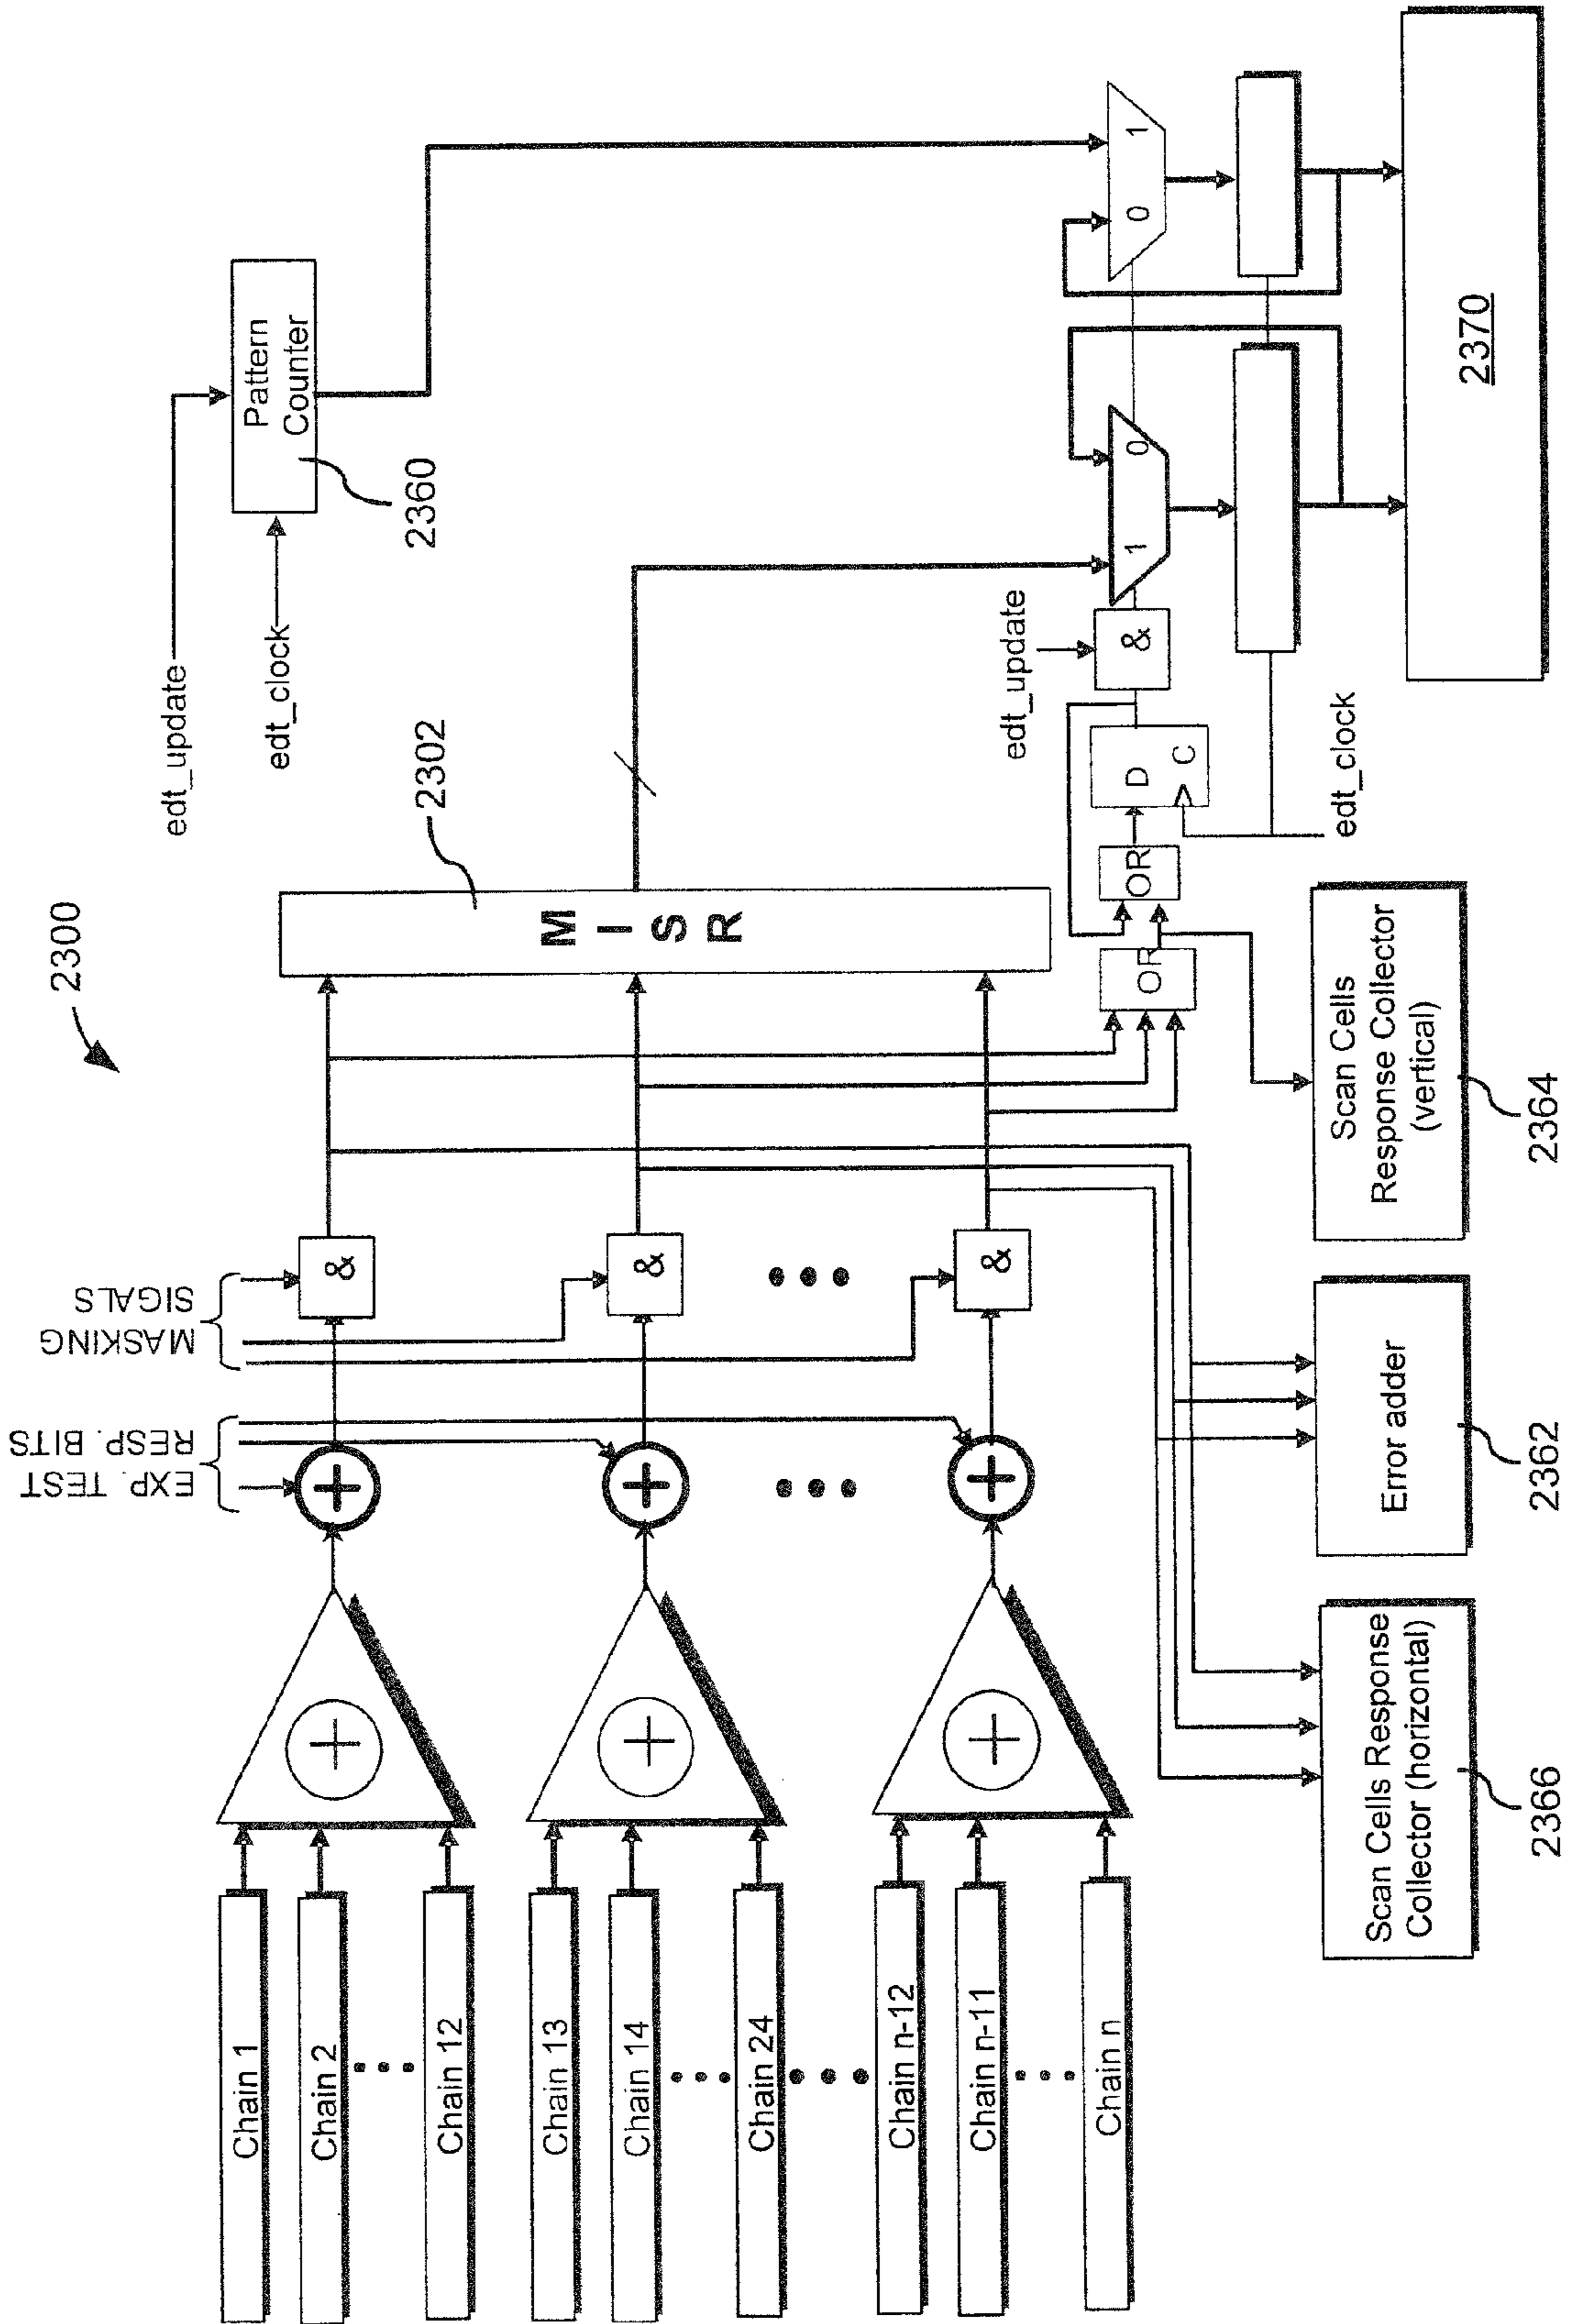 2300
Chain 1
Chain 2
Chain 12
Chain 13
Chain 14
Chain 24
Chain n-12
Chain n-11
Chain n
+
+
+
EXP. TEST
RESP. BITS
+
+
+
MASKING
SIGALS
&
&
&
MISR
2302
edt_update
edt_clock
Pattern
Counter
2360
OR
OR
D
C
edt_clock
edt_update
&
1
0
0
1
2370
Scan Cells Response
Collector (horizontal)
2366
Error adder
2362
Scan Cells
Response Collector
(vertical)
2364